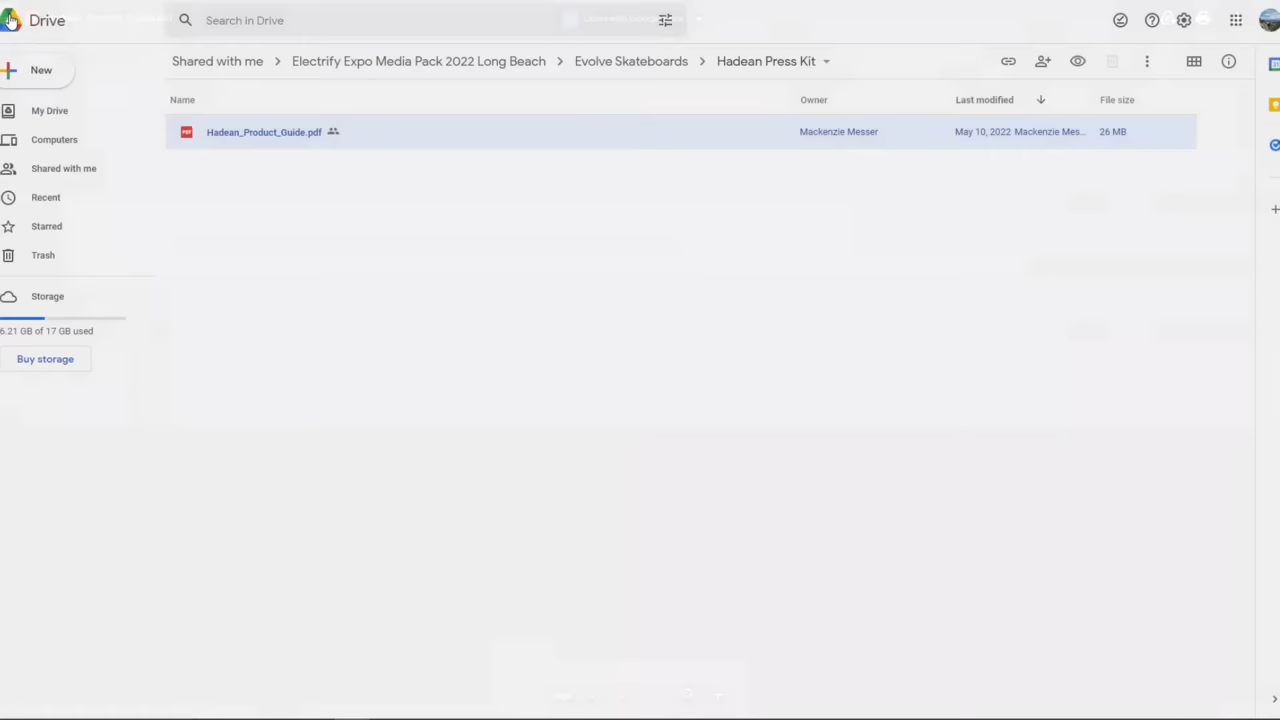 Drive
Search in Drive
New
Shared with me > Electrify Expo Media Pack 2022 Long Beach > Evolve Skateboards > Hadean Press Kit
Name Owner Last modified File size
Hadean_Product_Guide.pdf Mackenzie Messer May 10, 2022 Mackenzie Mes... 26 MB
My Drive
Computers
Shared with me
Recent
Starred
Trash
Storage
6.21 GB of 17 GB used
Buy storage